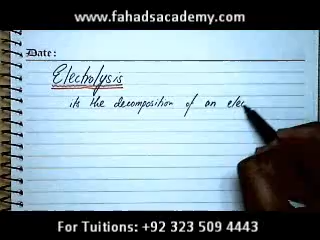 www.fahadsacademy.com
Date:
Electrolysis
its the decomposition of an elec
For Tuitions: +92 323 509 4443